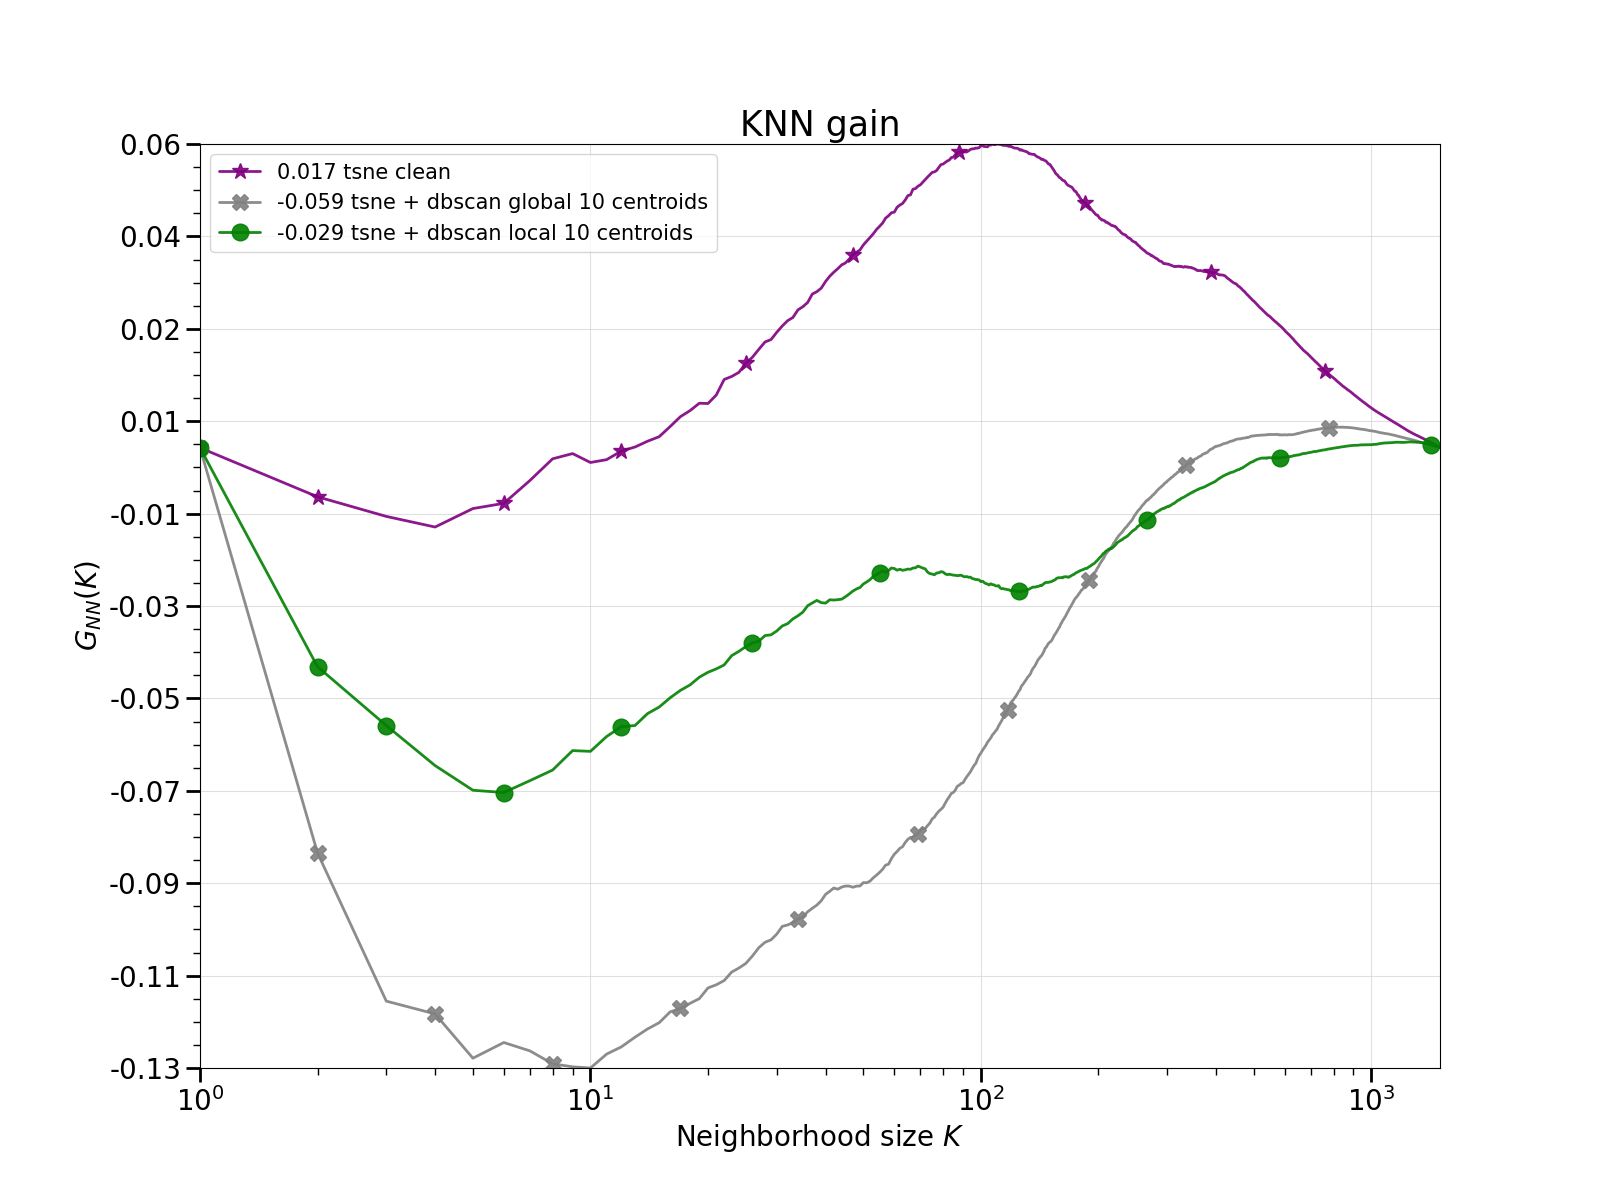 KNN gain
0.017 tsne clean
-0.059 tsne + dbscan global 10 centroids
-0.029 tsne + dbscan local 10 centroids
0.06
0.04
0.02
0.01
-0.01
-0.03
-0.05
-0.07
-0.09
-0.11
-0.13
G_{NN}(K)
10^0
10^1
10^2
10^3
Neighborhood size K